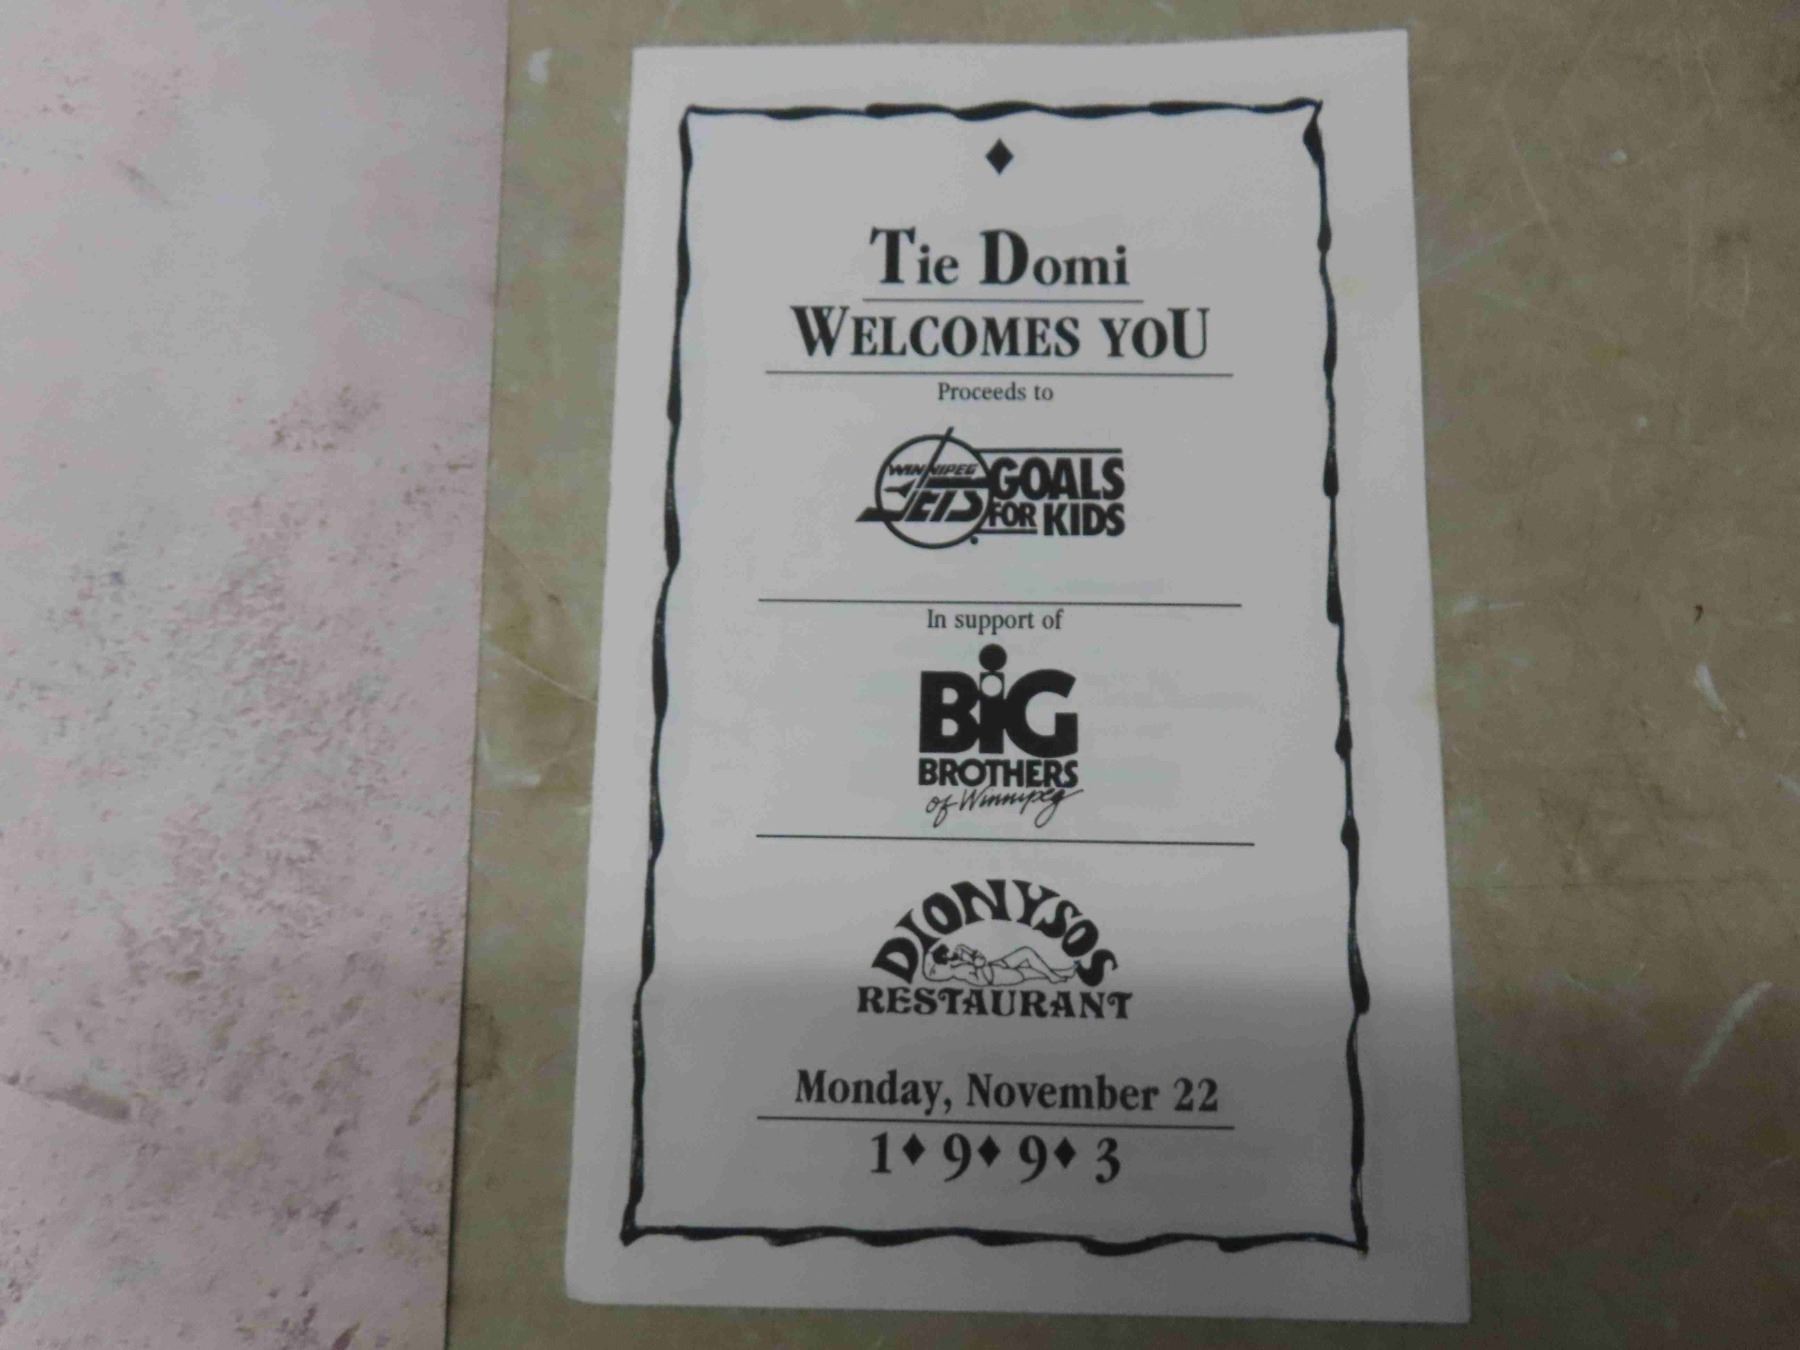 Tie Domi
WELCOMES YOU
Proceeds to
WINNIPEG
JETS
GOALS
FOR KIDS
In support of
BiG
BROTHERS
of Winnipeg
DIONYSOS
RESTAURANT
Monday, November 22
1♦9♦9♦3